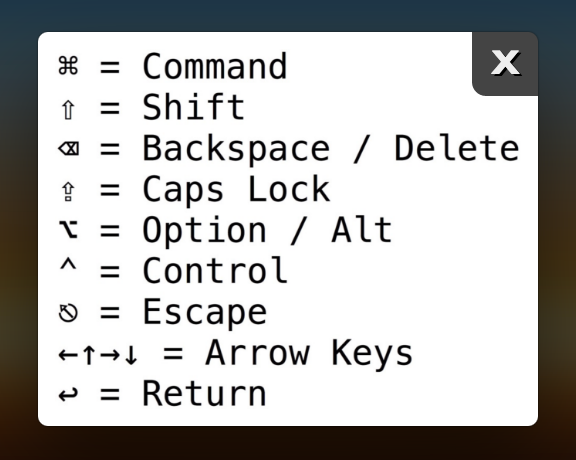 ⌘ = Command
X
⇧ = Shift
⌫ = Backspace / Delete
⇪ = Caps Lock
⌥ = Option / Alt
^ = Control
⎋ = Escape
←↑→↓ = Arrow Keys
↩ = Return